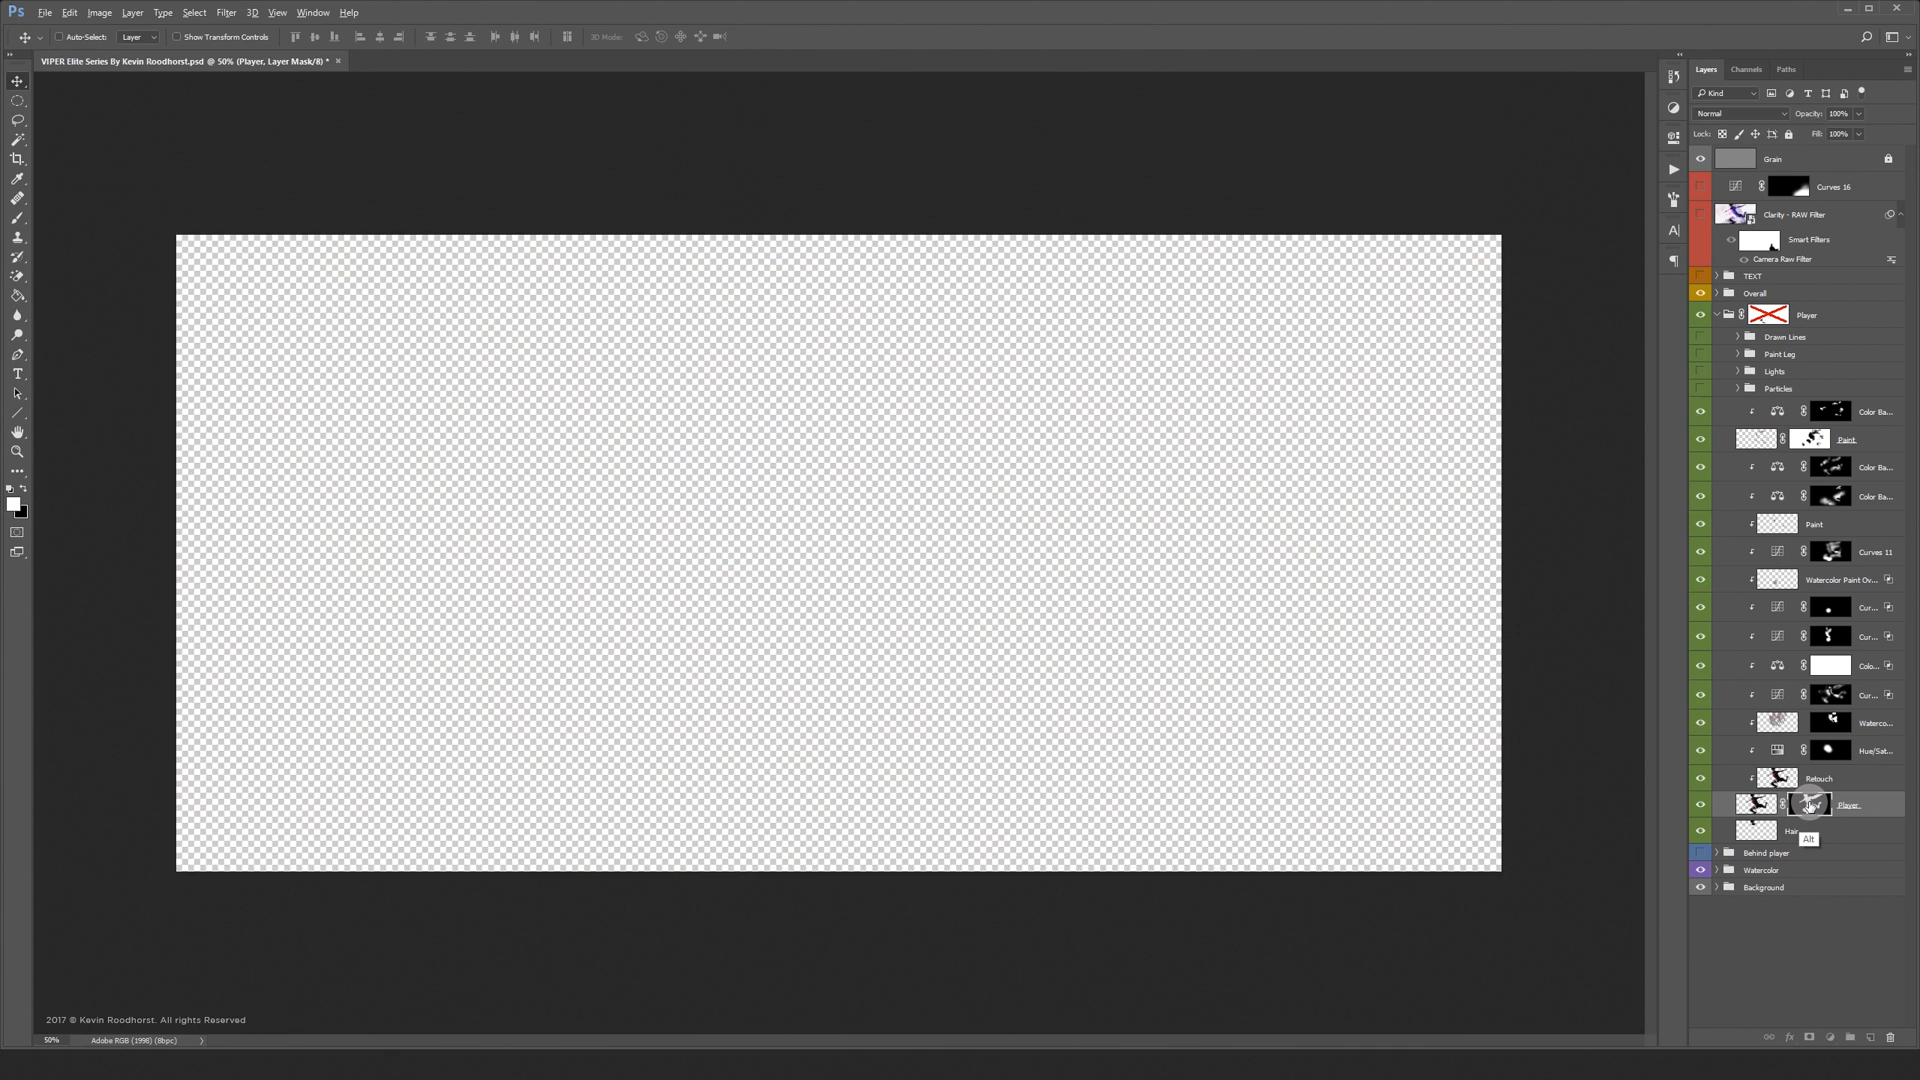 Ps File Edit Image Layer Type Select Filter 3D View Window Help
Auto-Select: Layer Show Transform Controls 3D Mode:
VIPER Elite Series By Kevin Roodhorst.psd @ 50% (Player, Layer Mask/8) * ×
Layers Channels Paths
Kind
Normal Opacity: 100%
Lock: Fill: 100%
Grain
Curves 16
Clarity - RAW Filter
Smart Filters
Camera Raw Filter
TEXT
Overall
Player
Drawn Lines
Paint Leg
Lights
Particles
Color Ba...
Paint
Color Ba...
Color Ba...
Paint
Curves 11
Watercolor Paint Ov...
Cur...
Cur...
Colo...
Cur...
Waterco...
Hue/Sat...
Retouch
Player
Hair
Alt
Behind player
Watercolor
Background
2017 © Kevin Roodhorst. All rights Reserved
50% Adobe RGB (1998) (8bpc)